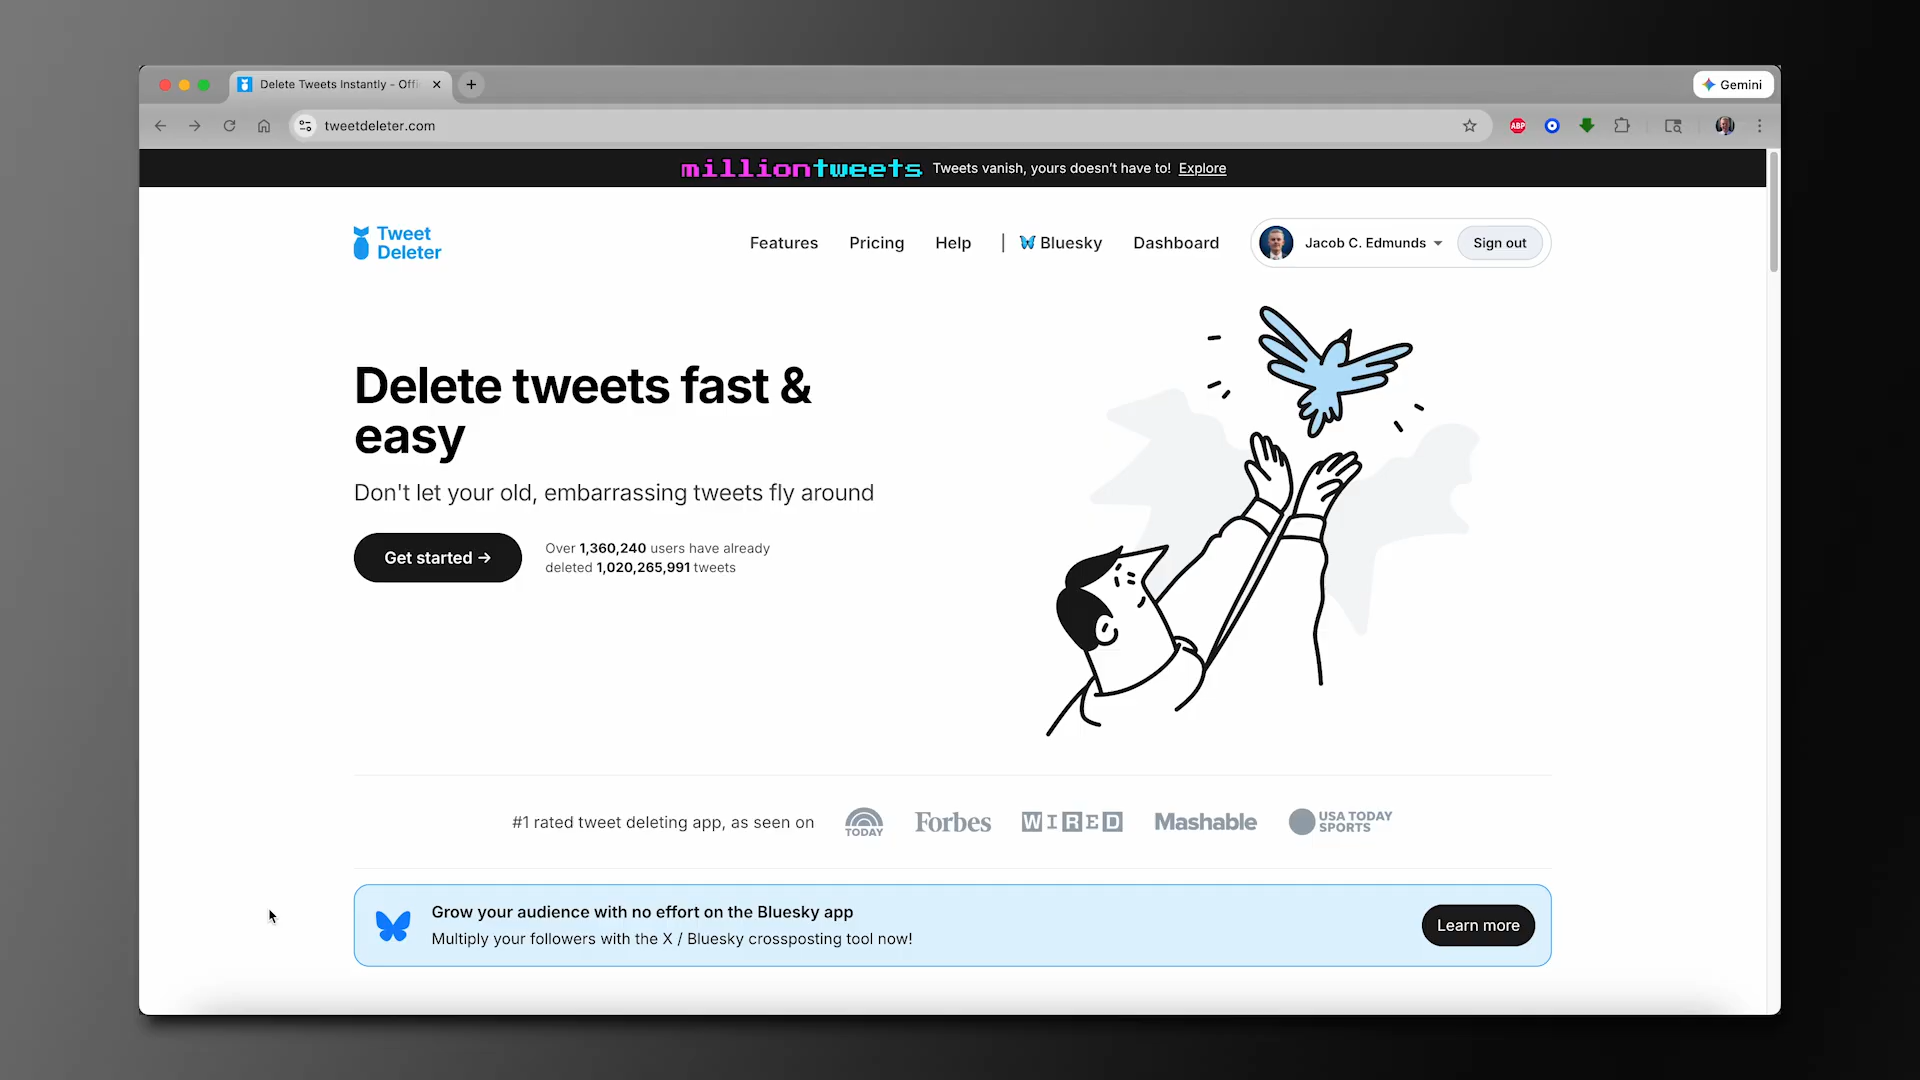 Delete Tweets Instantly - Offi
Gemini
tweetdeleter.com
ABP
milliontweets Tweets vanish, yours doesn't have to! Explore
Tweet
Deleter
Features Pricing Help | Bluesky Dashboard Jacob C. Edmunds Sign out
Delete tweets fast &
easy
Don't let your old, embarrassing tweets fly around
Get started →
Over 1,360,240 users have already
deleted 1,020,265,991 tweets
#1 rated tweet deleting app, as seen on
TODAY
Forbes
WIRED
Mashable
USA TODAY
SPORTS
Grow your audience with no effort on the Bluesky app
Multiply your followers with the X / Bluesky crossposting tool now!
Learn more